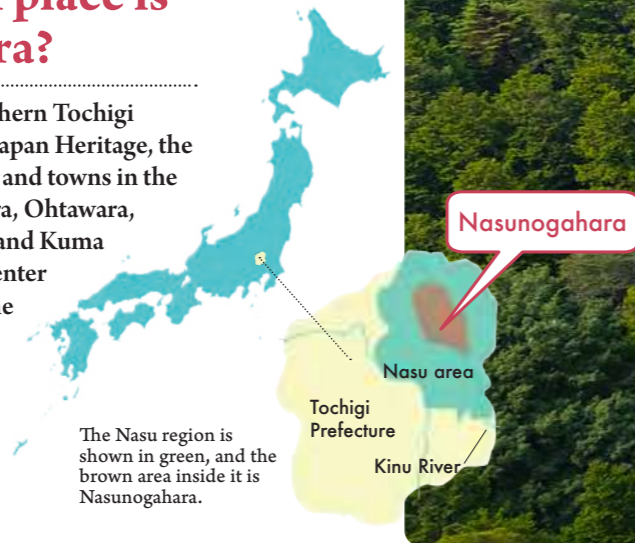 place is
ra?
hern Tochigi
apan Heritage, the
and towns in the
a, Ohtawara,
and Kuma
enter
e
Nasunogahara
Nasu area
Tochigi
Prefecture
Kinu River
The Nasu region is
shown in green, and the
brown area inside it is
Nasunogahara.